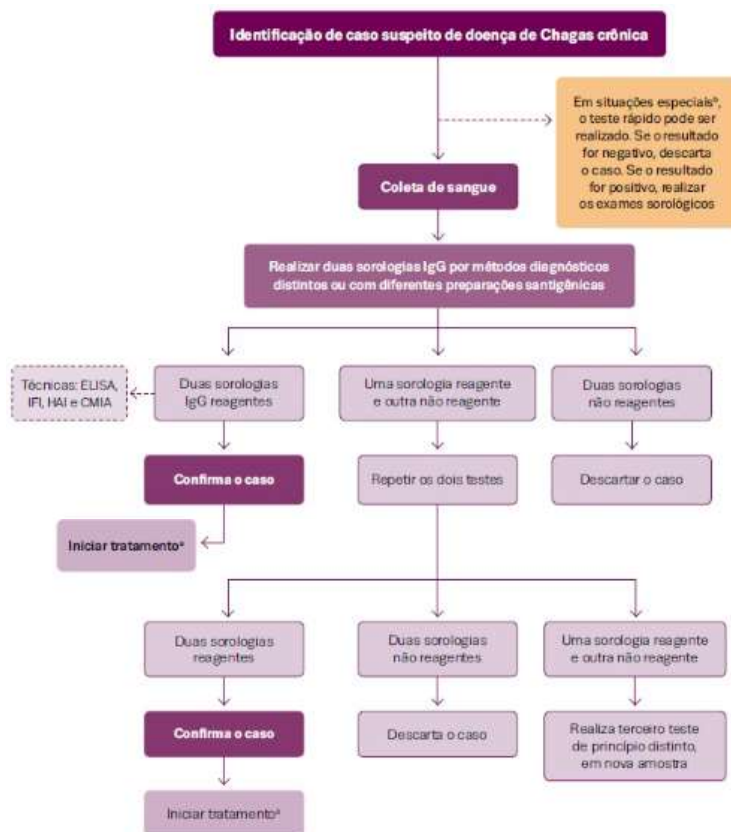 Identificação de caso suspeito de doença de Chagas crônica
Em situações especiaisᵇ,
o teste rápido pode ser
realizado. Se o resultado
for negativo, descarta
o caso. Se o resultado
for positivo, realizar
os exames sorológicos
Coleta de sangue
Realizar duas sorologias IgG por métodos diagnósticos
distintos ou com diferentes preparações santigênicas
Técnicas: ELISA,
IFI, HAI e CMIA
Duas sorologias
IgG reagentes
Uma sorologia reagente
e outra não reagente
Duas sorologias
não reagentes
Confirma o caso
Repetir os dois testes
Descartar o caso
Iniciar tratamentoᵃ
Duas sorologias
reagentes
Duas sorologias
não reagentes
Uma sorologia reagente
e outra não reagente
Confirma o caso
Descarta o caso
Realiza terceiro teste
de princípio distinto,
em nova amostra
Iniciar tratamentoᵃ